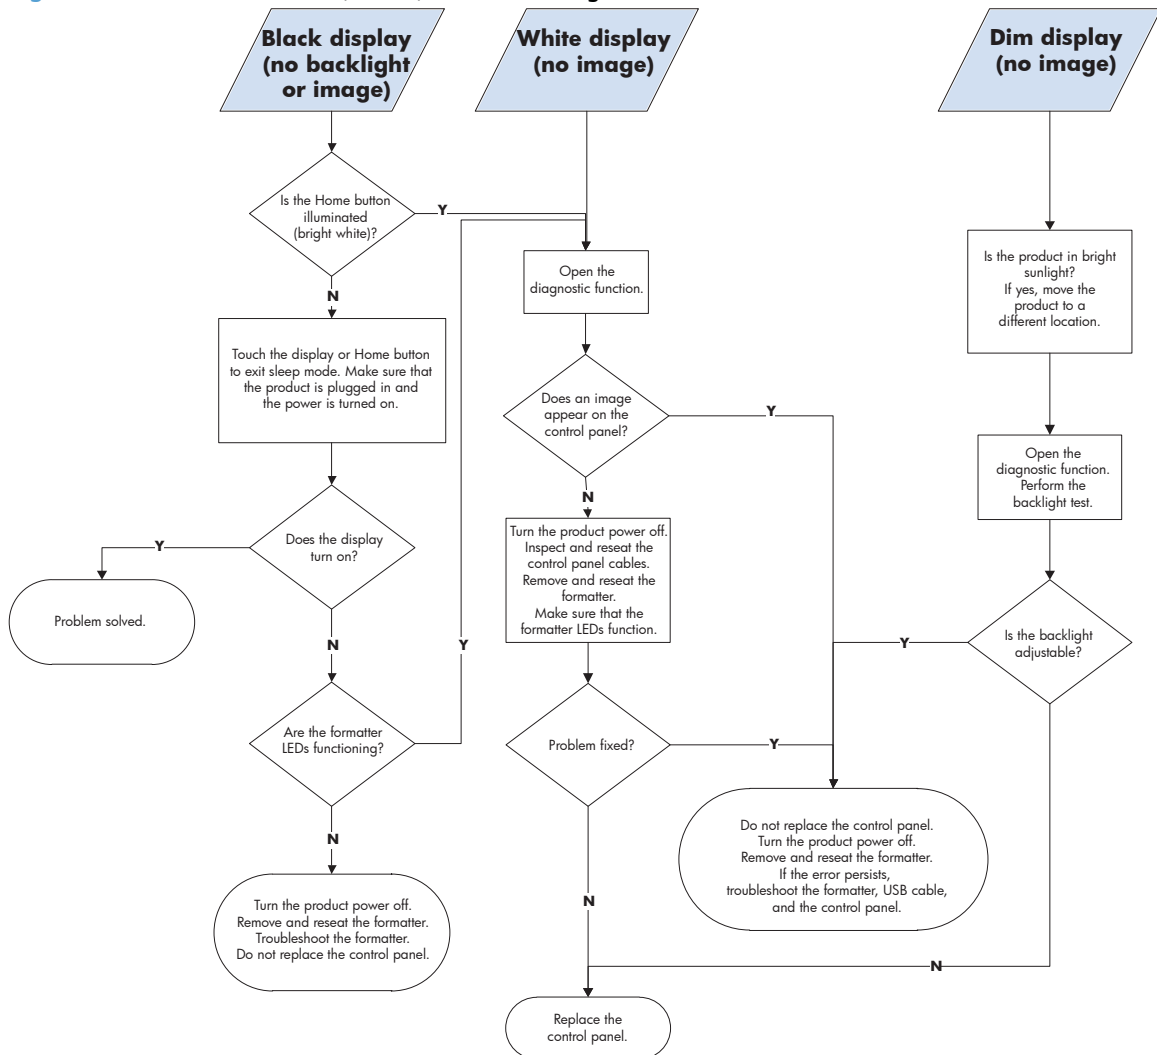 Black display
(no backlight
or image)
White display
(no image)
Dim display
(no image)
Is the Home button
illuminated
(bright white)?
Y
N
Touch the display or Home button
to exit sleep mode. Make sure that
the product is plugged in and
the power is turned on.
Does the display
turn on?
Y
Problem solved.
N
Are the formatter
LEDs functioning?
Y
N
Turn the product power off.
Remove and reseat the formatter.
Troubleshoot the formatter.
Do not replace the control panel.
Open the
diagnostic function.
Does an image
appear on the
control panel?
Y
N
Turn the product power off.
Inspect and reseat the
control panel cables.
Remove and reseat the
formatter.
Make sure that the
formatter LEDs function.
Problem fixed?
Y
N
Replace the
control panel.
Do not replace the control panel.
Turn the product power off.
Remove and reseat the formatter.
If the error persists,
troubleshoot the formatter, USB cable,
and the control panel.
Is the product in bright
sunlight?
If yes, move the
product to a
different location.
Open the
diagnostic function.
Perform the
backlight test.
Is the backlight
adjustable?
Y
N